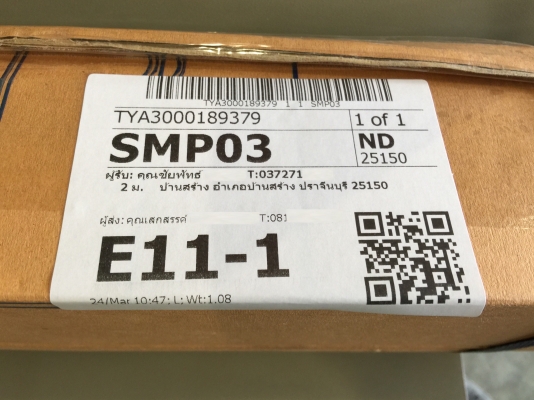 TYA3000189379 1 1 SMP03
TYA3000189379 1 of 1
SMP03 ND
25150
ผู้รับ: คุณชัยพัทธ์ T:037271
2 ม. บ้านสร้าง อำเภอบ้านสร้าง ปราจีนบุรี 25150
ผู้ส่ง: คุณเสกสรรค์ T:081
E11-1
24/Mar 10:47; L; Wt:1.08